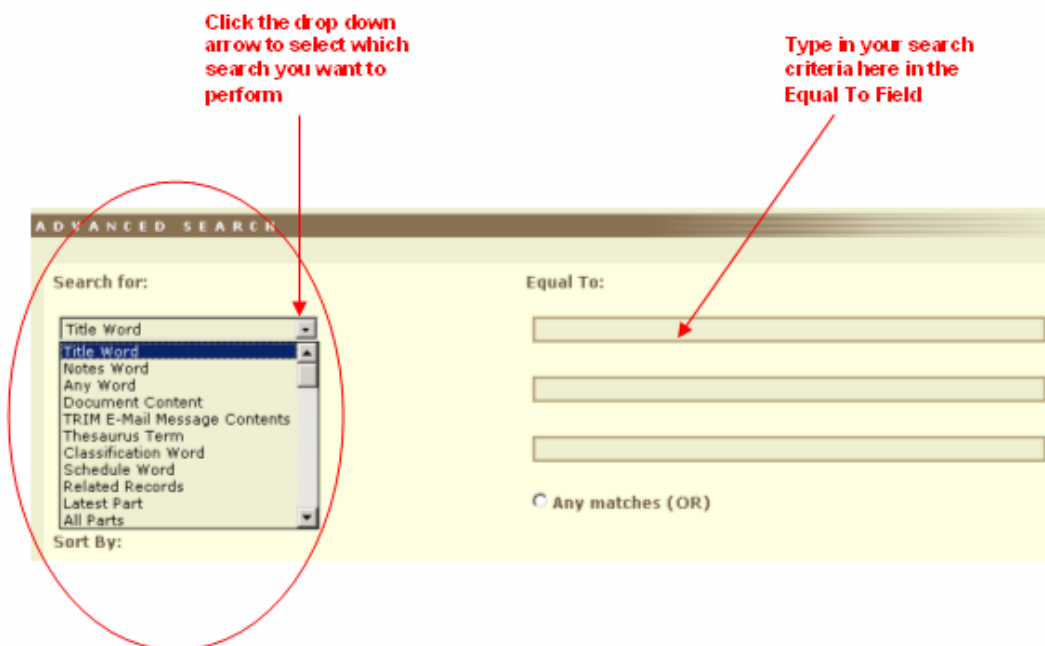 Click the drop down
arrow to select which
search you want to
perform
Type in your search
criteria here in the
Equal To Field
ADVANCED SEARCH
Search for:
Equal To:
Title Word
Title Word
Notes Word
Any Word
Document Content
TRIM E-Mail Message Contents
Thesaurus Term
Classification Word
Schedule Word
Related Records
Latest Part
All Parts
Any matches (OR)
Sort By: